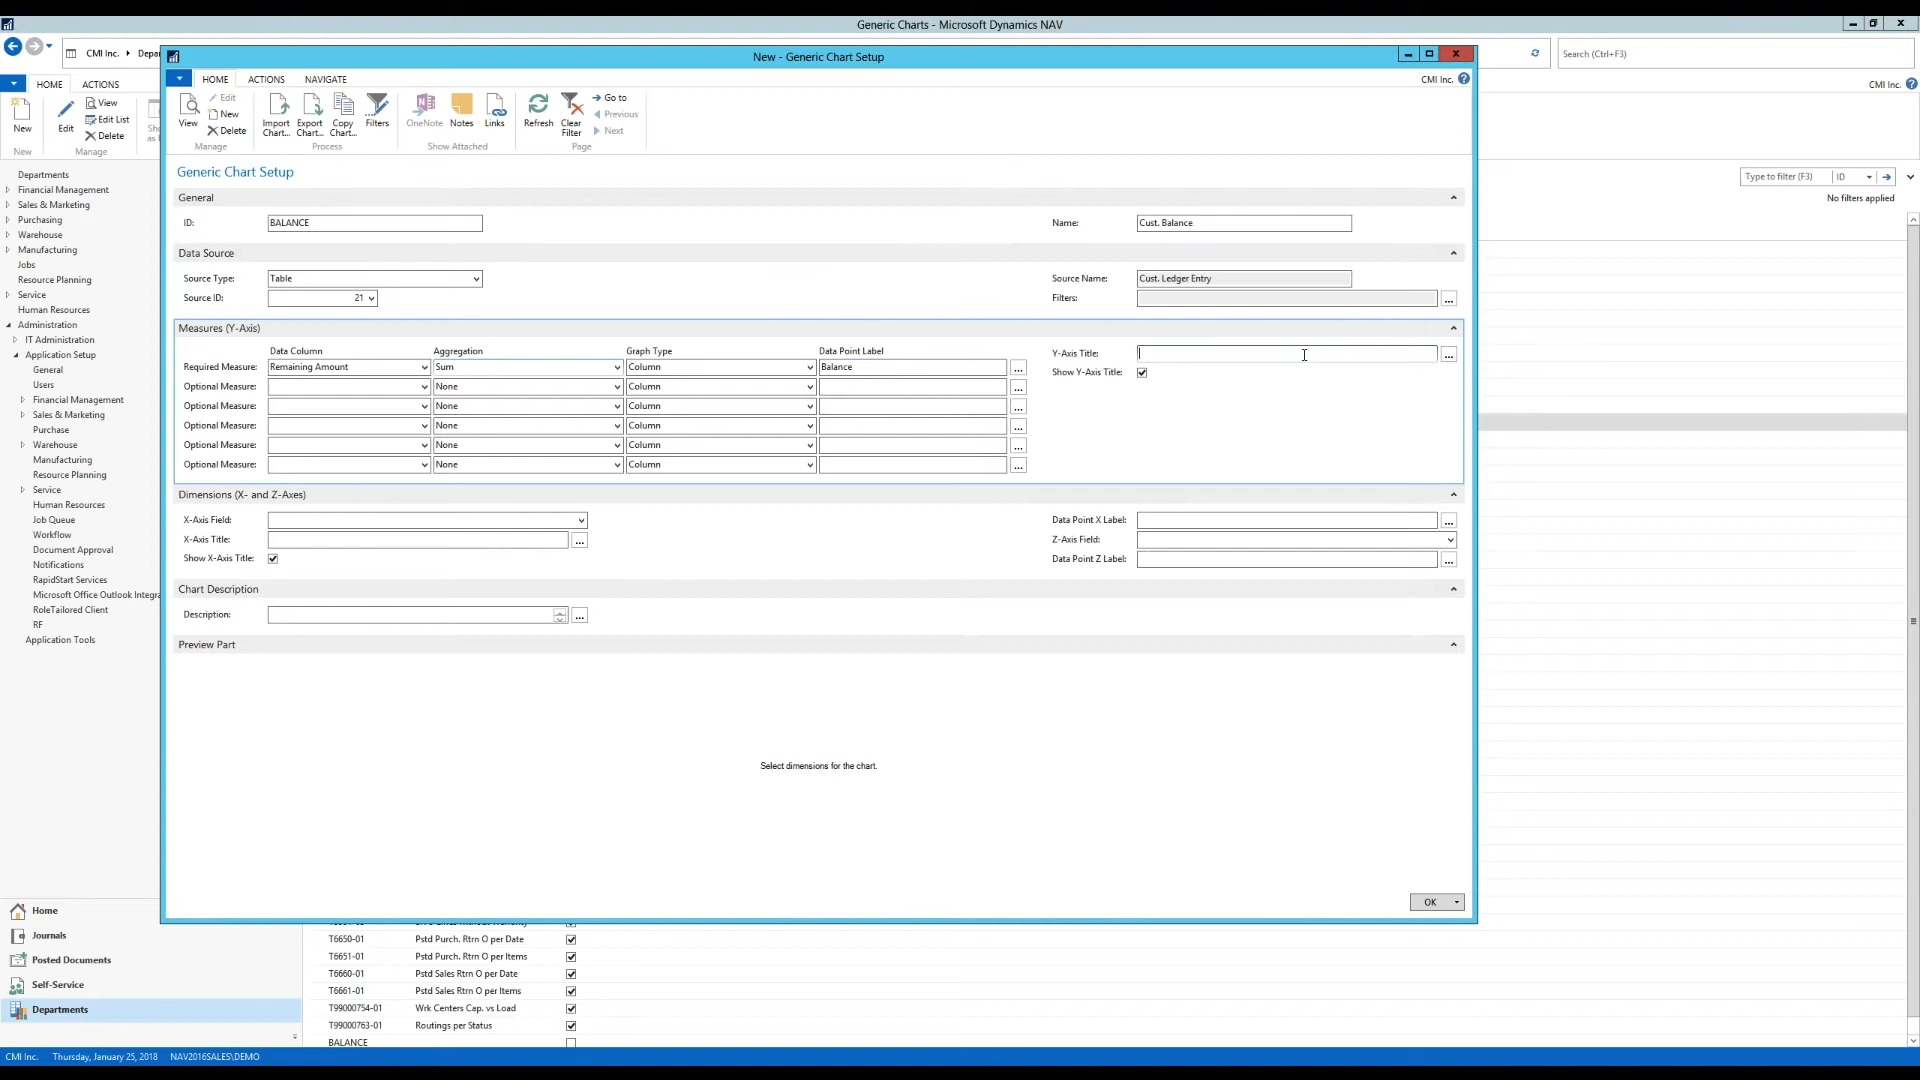 Generic Charts - Microsoft Dynamics NAV
CMI Inc.
Search (Ctrl+F3)
New - Generic Chart Setup
HOME
ACTIONS
HOME
ACTIONS
NAVIGATE
CMI Inc.
CMI Inc.
New
Edit
View
Edit List
Delete
New
Manage
View
Edit
New
Delete
Manage
Import Chart...
Export Chart...
Copy Chart...
Filters
Process
OneNote
Notes
Links
Show Attached
Refresh
Clear Filter
Go to
Previous
Next
Page
Generic Chart Setup
Type to filter (F3)
ID
No filters applied
General
ID:
BALANCE
Name:
Cust. Balance
Data Source
Source Type:
Table
Source Name:
Cust. Ledger Entry
Source ID:
21
Filters:
Measures (Y-Axis)
Data Column
Aggregation
Graph Type
Data Point Label
Y-Axis Title:
Required Measure:
Remaining Amount
Sum
Column
Balance
Show Y-Axis Title:
Optional Measure:
None
Column
Optional Measure:
None
Column
Optional Measure:
None
Column
Optional Measure:
None
Column
Optional Measure:
None
Column
Dimensions (X- and Z-Axes)
X-Axis Field:
Data Point X Label:
X-Axis Title:
Z-Axis Field:
Show X-Axis Title:
Data Point Z Label:
Chart Description
Description:
Preview Part
Select dimensions for the chart.
OK
Departments
Financial Management
Sales & Marketing
Purchasing
Warehouse
Manufacturing
Jobs
Resource Planning
Service
Human Resources
Administration
IT Administration
Application Setup
General
Users
Financial Management
Sales & Marketing
Purchase
Warehouse
Manufacturing
Resource Planning
Service
Human Resources
Job Queue
Workflow
Document Approval
Notifications
RapidStart Services
Microsoft Office Outlook Integra
RoleTailored Client
RF
Application Tools
Home
Journals
Posted Documents
Self-Service
Departments
T6650-01
Pstd Purch. Rtrn O per Date
T6651-01
Pstd Purch. Rtrn O per Items
T6660-01
Pstd Sales Rtrn O per Date
T6661-01
Pstd Sales Rtrn O per Items
T99000754-01
Wrk Centers Cap. vs Load
T99000763-01
Routings per Status
BALANCE
CMI Inc.
Thursday, January 25, 2018
NAV2016SALES\DEMO